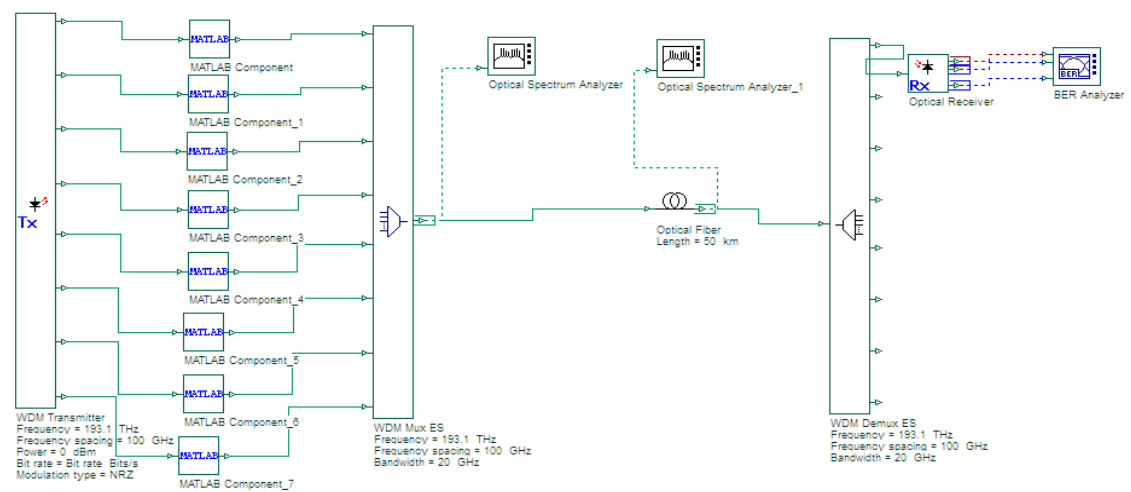 MATLAB
MATLAB Component
MATLAB
MATLAB Component_1
MATLAB
MATLAB Component_2
MATLAB
MATLAB Component_3
MATLAB
MATLAB Component_4
MATLAB
MATLAB Component_5
MATLAB
MATLAB Component_6
MATLAB
MATLAB Component_7
Tx
WDM Transmitter
Frequency = 193.1 THz
Frequency spacing = 100 GHz
Power = 0 dBm
Bit rate = Bit rate Bits/s
Modulation type = NRZ
WDM Mux ES
Frequency = 193.1 THz
Frequency spacing = 100 GHz
Bandwidth = 20 GHz
Optical Spectrum Analyzer
Optical Spectrum Analyzer_1
Optical Fiber
Length = 50 km
WDM Demux ES
Frequency = 193.1 THz
Frequency spacing = 100 GHz
Bandwidth = 20 GHz
Rx
Optical Receiver
BER
BER Analyzer